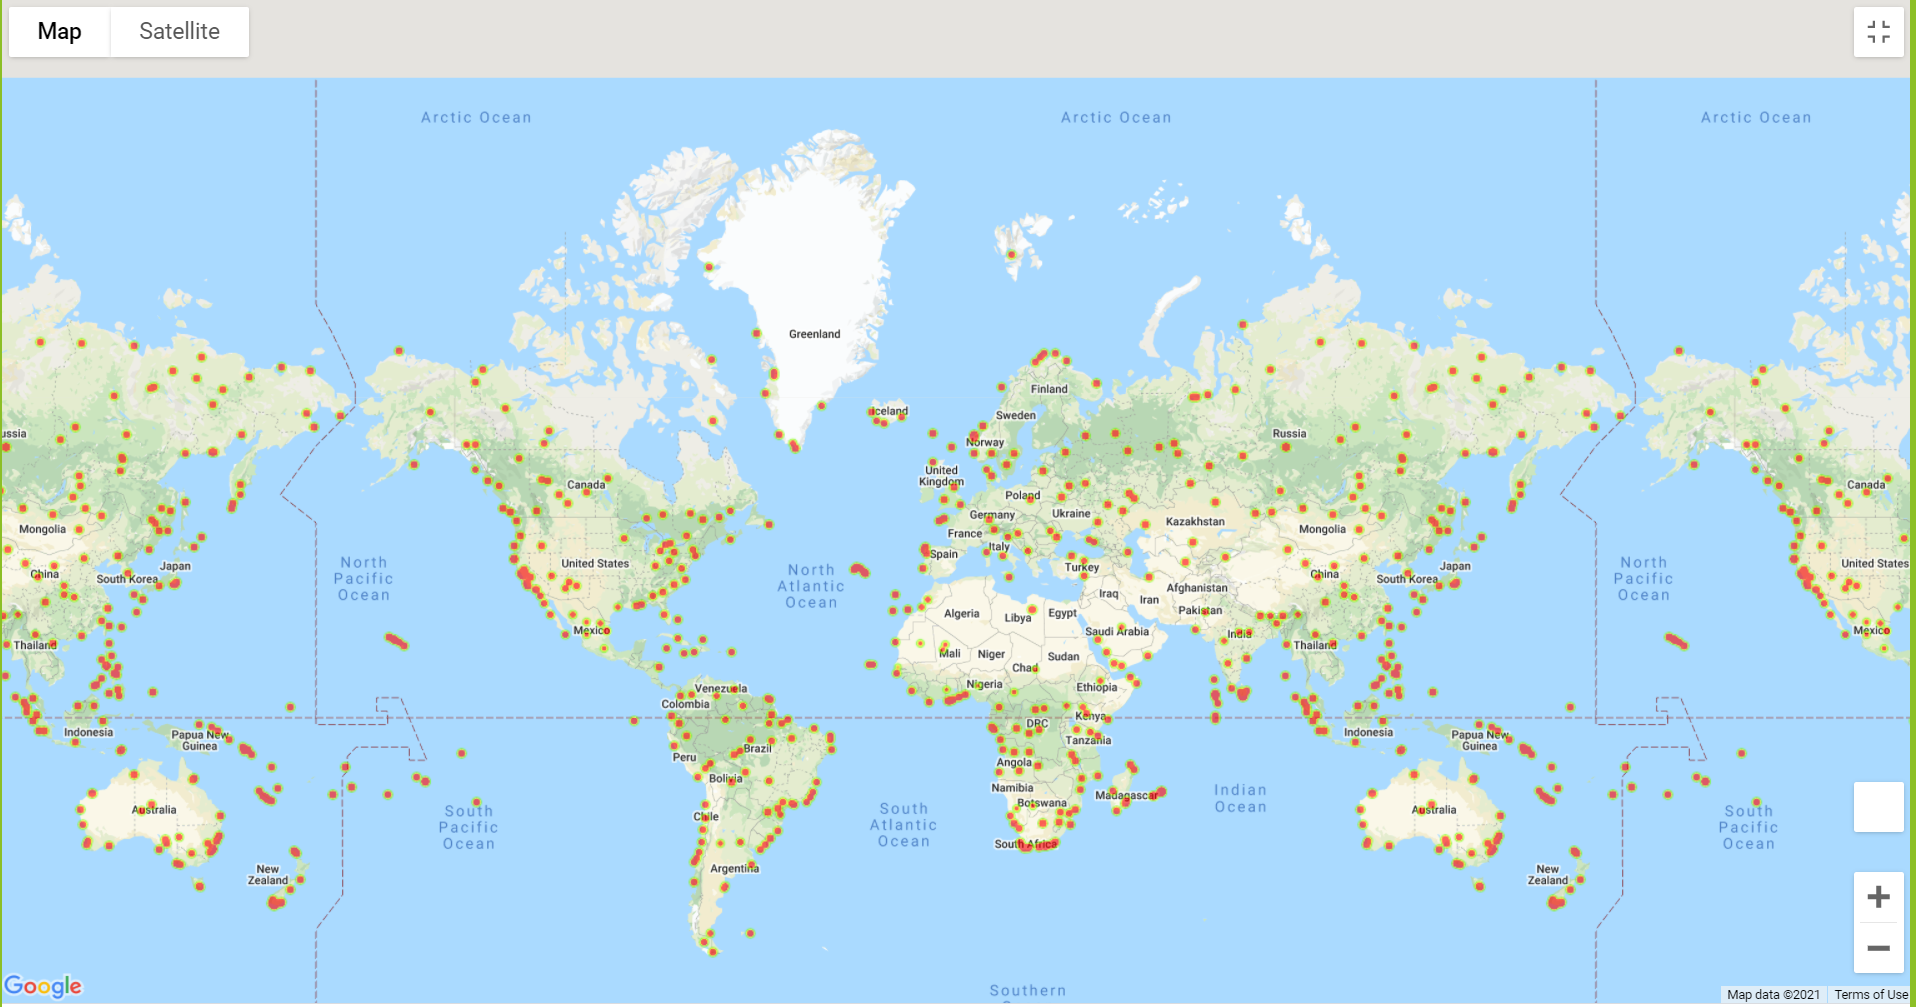 Map
Satellite
Arctic Ocean
Arctic Ocean
Arctic Ocean
Greenland
Iceland
Finland
Sweden
Norway
ussia
Russia
United
Kingdom
Canada
Canada
Poland
Mongolia
Germany
Ukraine
Kazakhstan
Mongolia
France
Italy
Spain
United States
United States
Japan
Japan
North
Pacific
Ocean
North
Atlantic
Ocean
North
Pacific
Ocean
China
South Korea
Turkey
China
South Korea
Afghanistan
Iraq
Iran
Pakistan
Algeria
Libya
Egypt
Mexico
Saudi Arabia
India
Mexico
Thailand
Thailand
Mali
Niger
Sudan
Chad
Venezuela
Nigeria
Ethiopia
Colombia
DRC
Kenya
Indonesia
Papua New
Guinea
Tanzania
Indonesia
Papua New
Guinea
Peru
Brazil
Angola
Bolivia
Namibia
Madagascar
Botswana
Indian
Ocean
Australia
Australia
Chile
South
Pacific
Ocean
South
Atlantic
Ocean
South
Pacific
Ocean
South Africa
New
Zealand
Argentina
New
Zealand
Southern
Google
Map data ©2021
Terms of Use